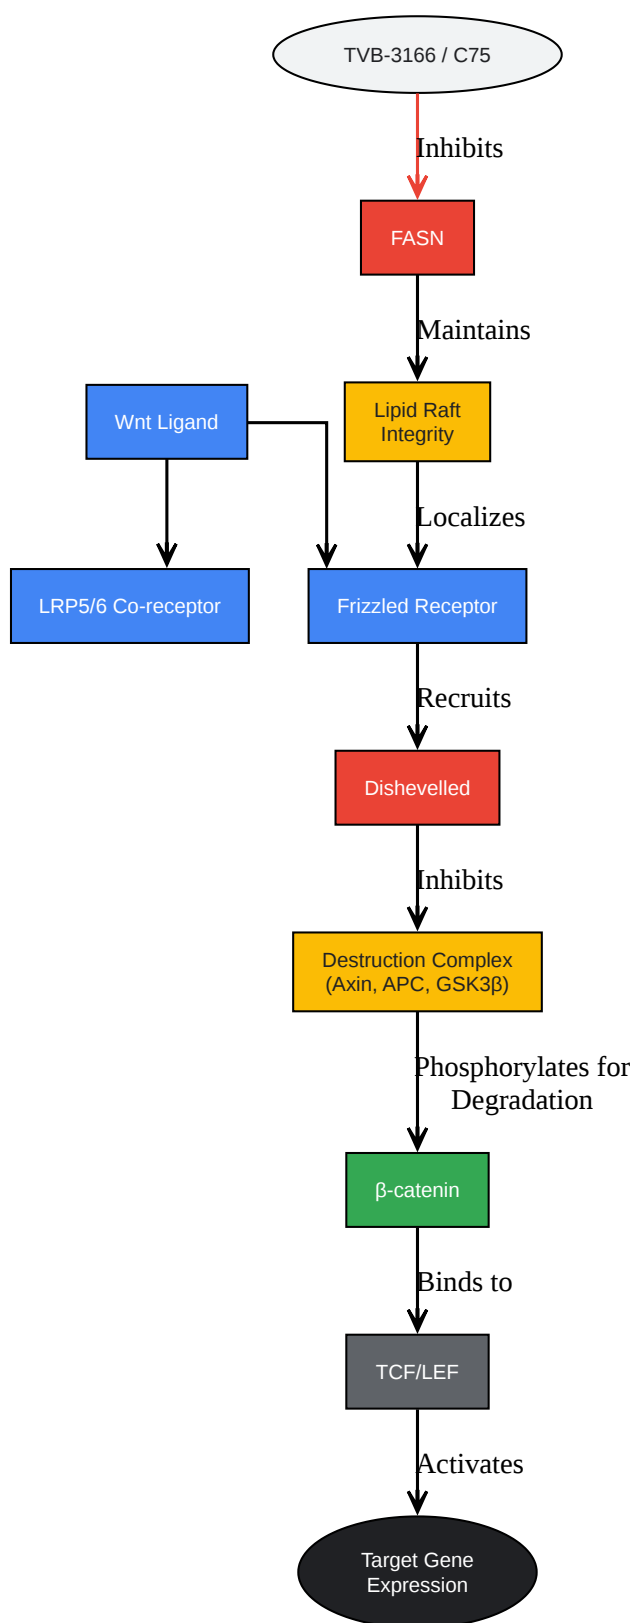 TVB-3166 / C75
Inhibits
FASN
Maintains
Wnt Ligand
Lipid Raft
Integrity
Localizes
LRP5/6 Co-receptor
Frizzled Receptor
Recruits
Dishevelled
Inhibits
Destruction Complex
(Axin, APC, GSK3β)
Phosphorylates for
Degradation
β-catenin
Binds to
TCF/LEF
Activates
Target Gene
Expression